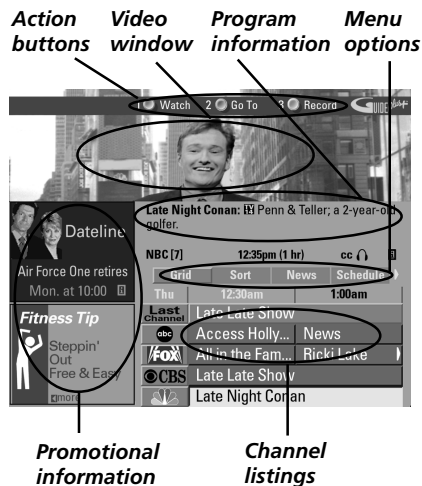 Action buttons
Video window
Program information
Menu options
1 Watch 2 Go To 3 Record GUIDE Plus+
Late Night Conan: Penn & Teller; a 2-year-old
golfer.
Dateline
Air Force One retires
Mon. at 10:00
NBC [7] 12:35pm (1 hr) cc
Grid Sort News Schedule
Thu 12:30am 1:00am
Fitness Tip
Steppin'
Out
Free & Easy
more
Last Channel Late Late Show
abc Access Holly... News
FOX All in the Fam... Ricki Lake
CBS Late Late Show
Late Night Conan
Promotional information
Channel listings